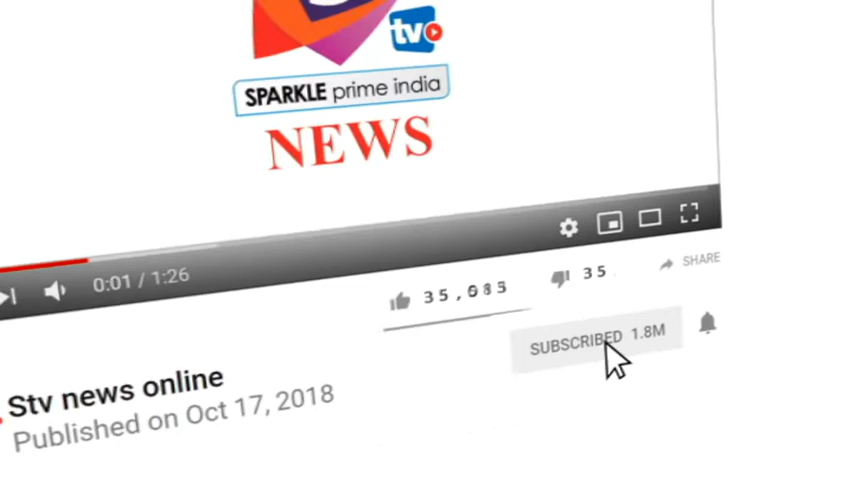 tv
SPARKLE prime india
NEWS
0:01 / 1:26
35,085
35
SHARE
SUBSCRIBED 1.8M
Stv news online
Published on Oct 17, 2018